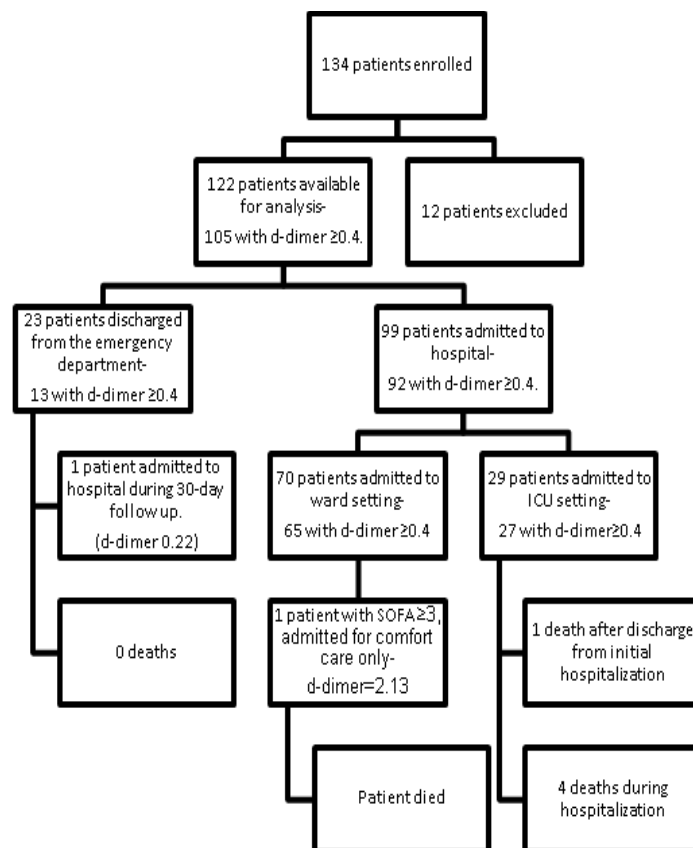 134 patients enrolled
122 patients available
for analysis-
105 with d-dimer ≥0.4.
12 patients excluded
23 patients discharged
from the emergency
department-
13 with d-dimer ≥0.4
99 patients admitted to
hospital-
92 with d-dimer ≥0.4.
1 patient admitted to
hospital during 30-day
follow up.
(d-dimer 0.22)
70 patients admitted to
ward setting-
65 with d-dimer ≥0.4
29 patients admitted to
ICU setting-
27 with d-dimer≥0.4
0 deaths
1 patient with SOFA≥3,
admitted for comfort
care only-
d-dimer=2.13
1 death after discharge
from initial
hospitalization
Patient died
4 deaths during
hospitalization